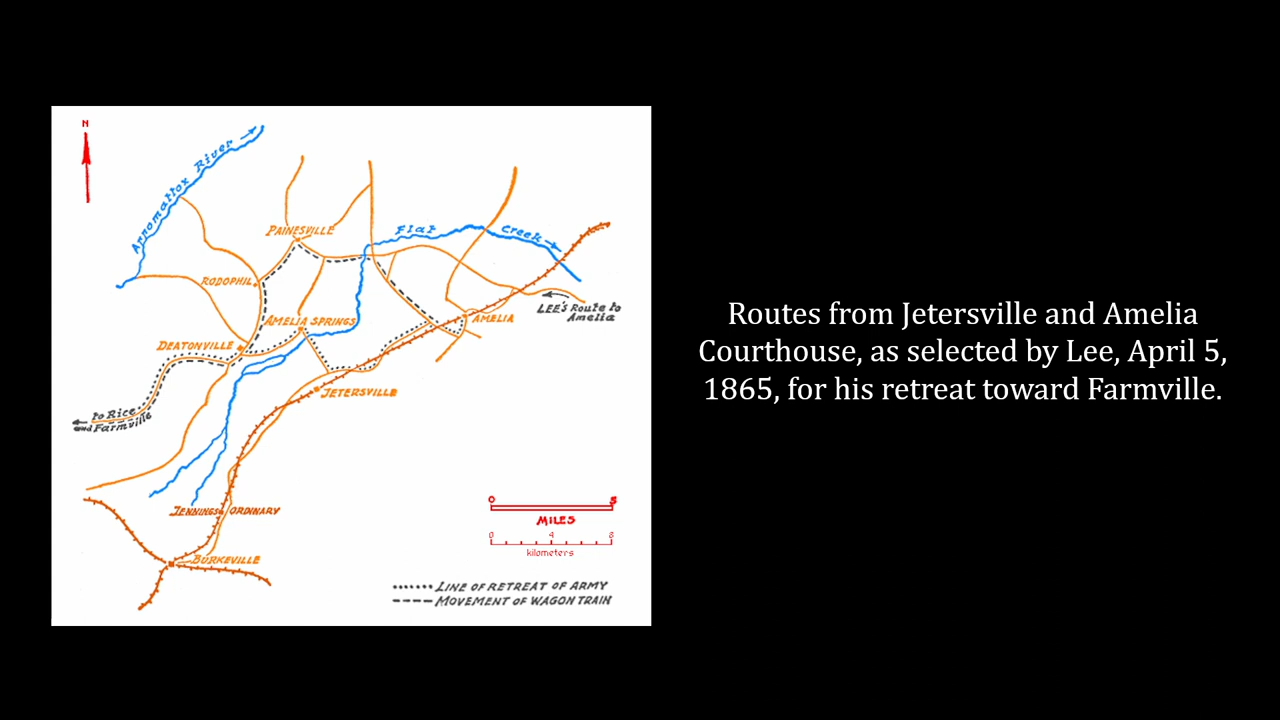 N
Appomattox River
PAINESVILLE
Flat Creek
RODOPHIL
AMELIA SPRINGS
LEE'S Route to
Amelia
AMELIA
DEATONVILLE
JETERSVILLE
to Rice
and Farmville
JENNINGS ORDINARY
BURKEVILLE
0 5
MILES
0 4 8
kilometers
LINE OF RETREAT OF ARMY
MOVEMENT OF WAGON TRAIN
Routes from Jetersville and Amelia
Courthouse, as selected by Lee, April 5,
1865, for his retreat toward Farmville.